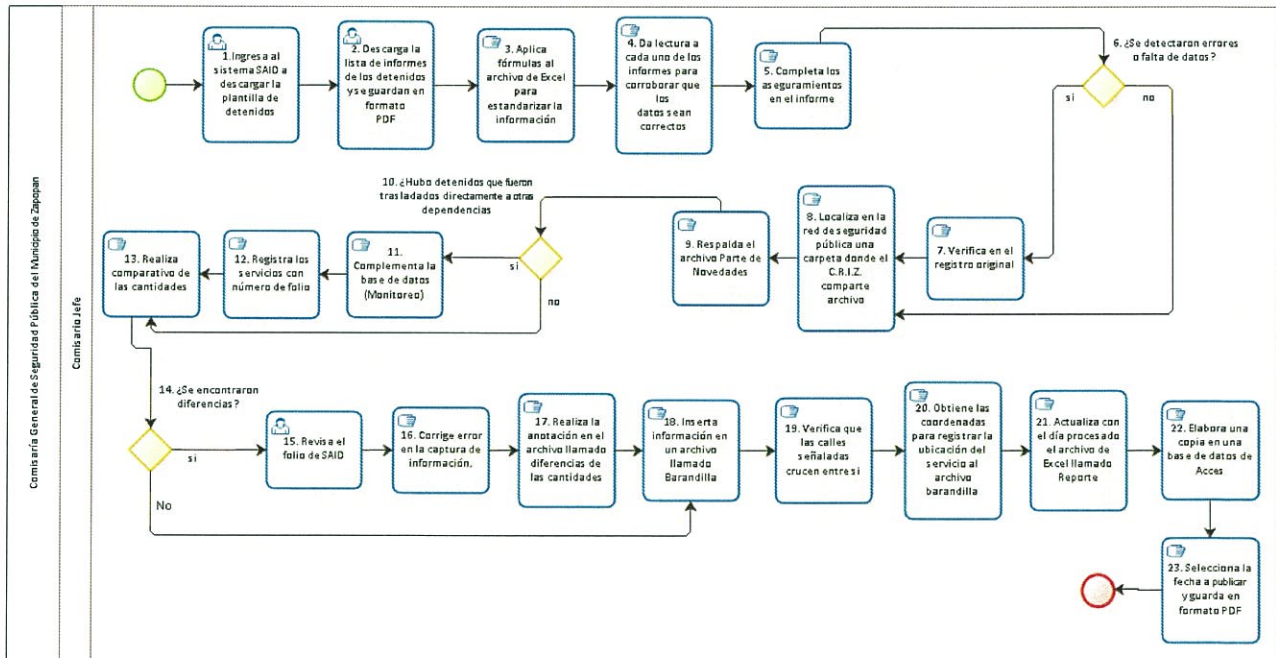 Comisaría General de Seguridad Pública del Municipio de Zapopan
Comisario Jefe
1. Ingresa al
sistema SAID a
descargar la
plantilla de
detenidos
2. Descarga la
lista de informes
de los detenidos
y se guardan en
formato
PDF
3. Aplica
fórmulas al
archivo de Excel
para
estandarizar la
información
4. Da lectura a
cada uno de los
informes para
corroborar que
los
datos sean
correctos
5. Completa los
aseguramientos
en el informe
6. ¿Se detectaron errores
o falta de datos?
si
no
7. Verifica en el
registro original
8. Localiza en la
red de seguridad
pública una
carpeta donde el
C.R.I.Z.
comparte
archivo
9. Respalda el
archivo Parte de
Novedades
10. ¿Hubo detenidos que fueron
trasladados directamente a otras
dependencias
si
no
11.
Complementa la
base de datos
(Monitoreo)
12. Registra los
servicios con
número de folio
13. Realiza
comparativo de
las cantidades
14. ¿Se encontraron
diferencias?
si
No
15. Revisa el
folio de SAID
16. Corrige error
en la captura de
información.
17. Realiza la
anotación en el
archivo llamado
diferencias de
las cantidades
18. Inserta
información en
un archivo
llamado
Barandilla
19. Verifica que
las calles
señaladas
crucen entre si
20. Obtiene las
coordenadas
para registrar la
ubicación del
servicio al
archivo
barandilla
21. Actualiza con
el día procesado
el archivo de
Excel llamado
Reporte
22. Elabora una
copia en una
base de datos de
Acces
23. Selecciona la
fecha a publicar
y guarda en
formato PDF